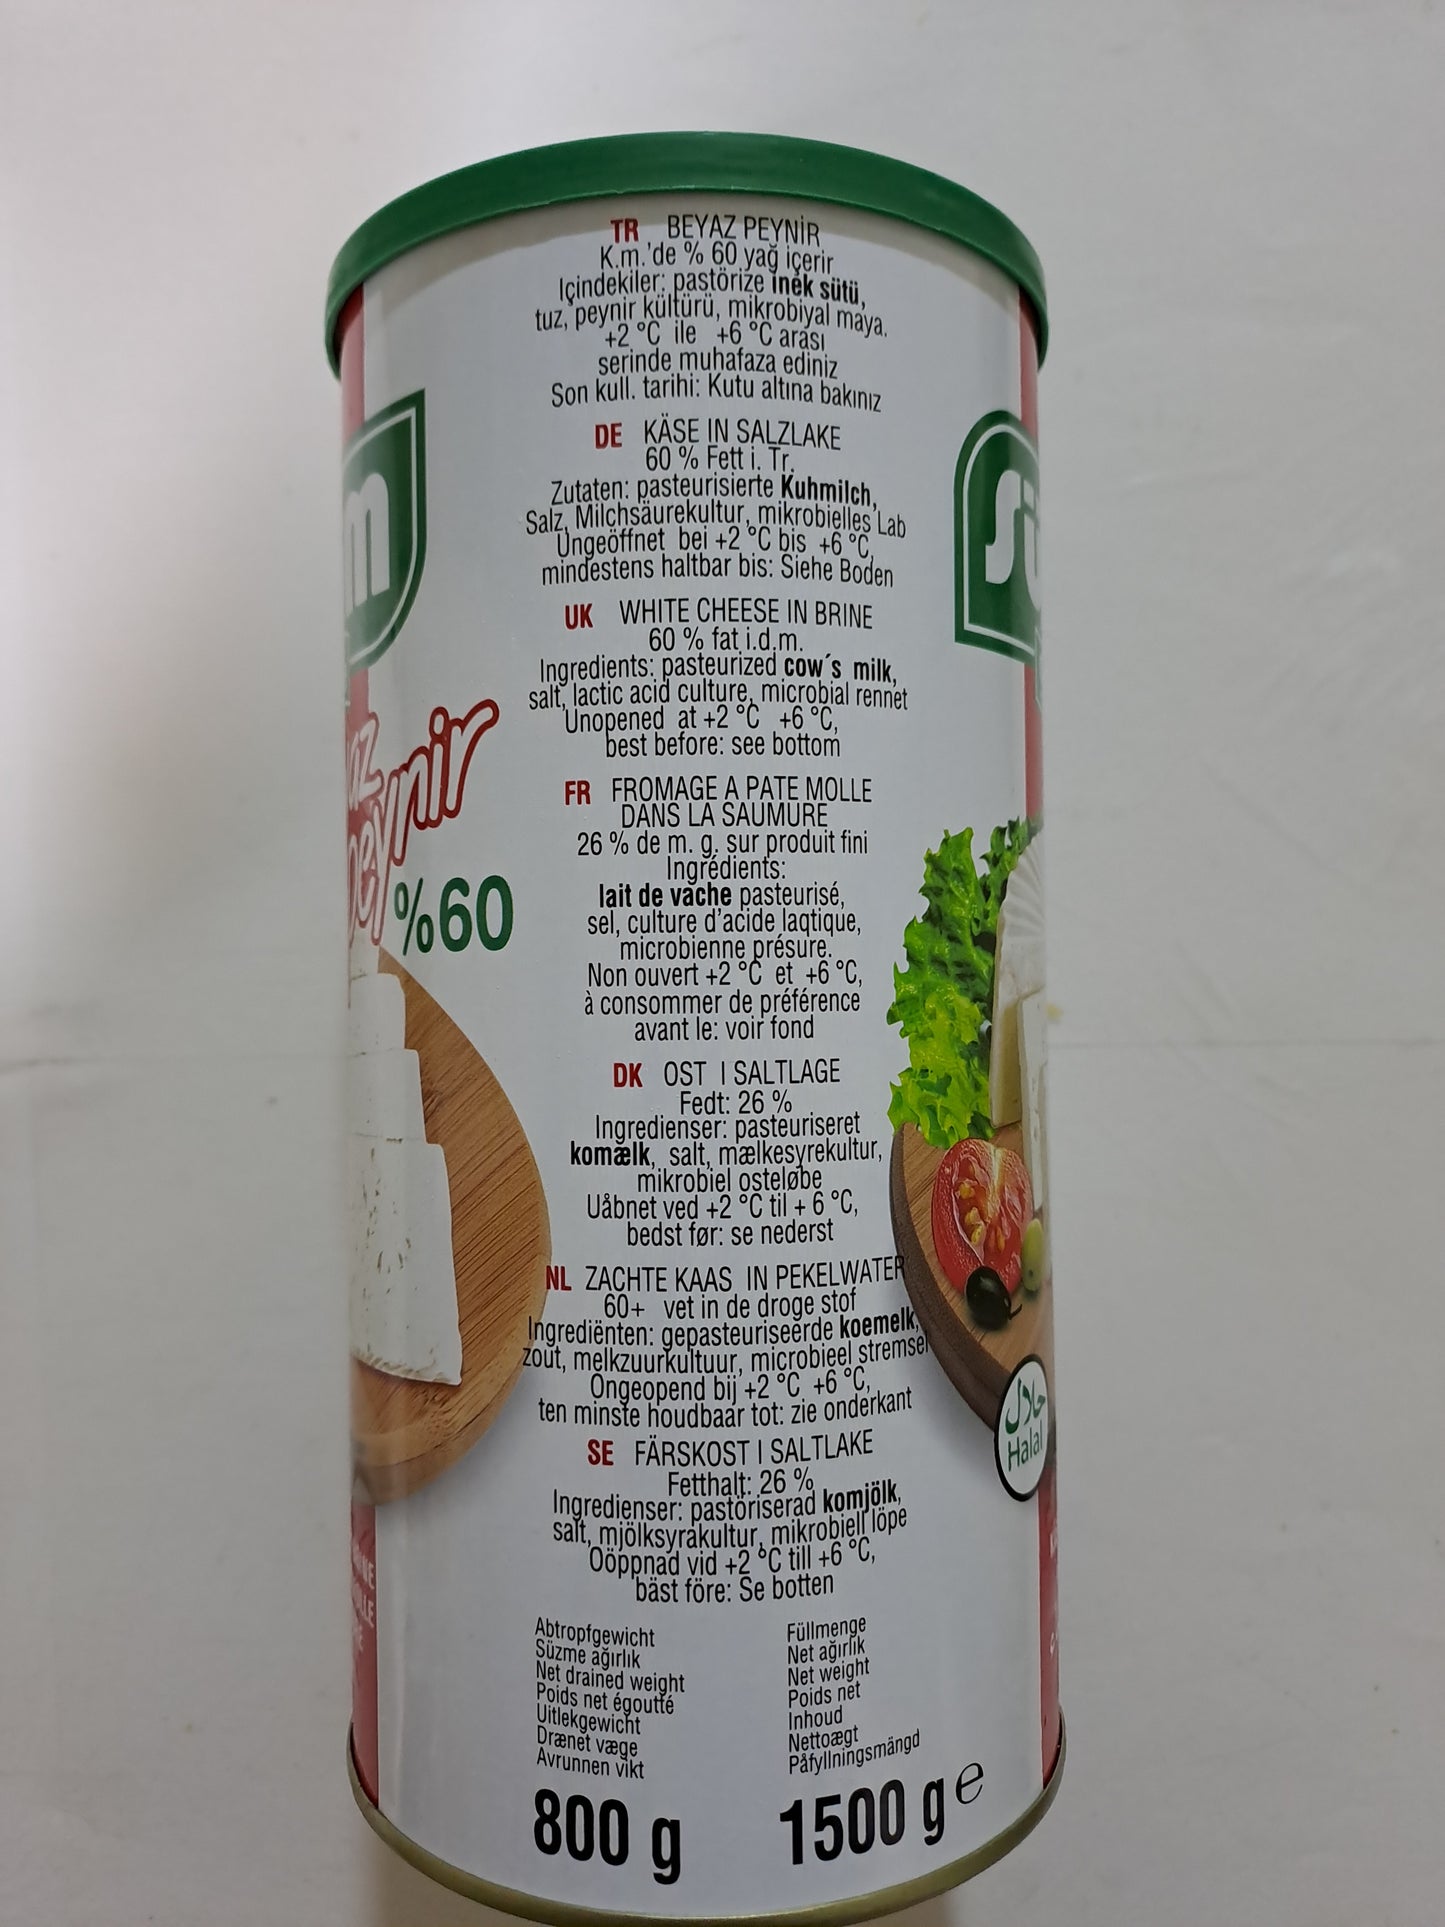 TR BEYAZ PEYNİR
K.m.'de % 60 yağ içerir
Içindekiler: pastörize inek sütü,
tuz, peynir kültürü, mikrobiyal maya.
+2 °C ile +6 °C arası
serinde muhafaza ediniz
Son kull. tarihi: Kutu altına bakınız
DE KÄSE IN SALZLAKE
60 % Fett i. Tr.
Zutaten: pasteurisierte Kuhmilch,
Salz, Milchsäurekultur, mikrobielles Lab
Ungeöffnet bei +2 °C bis +6 °C,
mindestens haltbar bis: Siehe Boden
UK WHITE CHEESE IN BRINE
60 % fat i.d.m.
Ingredients: pasteurized cow´s milk,
salt, lactic acid culture, microbial rennet
Unopened at +2 °C +6 °C,
best before: see bottom
FR FROMAGE A PATE MOLLE
DANS LA SAUMURE
26 % de m. g. sur produit fini
Ingrédients:
lait de vache pasteurisé,
sel, culture d'acide laqtique,
microbienne présure.
Non ouvert +2 °C et +6 °C,
à consommer de préférence
avant le: voir fond
DK OST I SALTLAGE
Fedt: 26 %
Ingredienser: pasteuriseret
komælk, salt, mælkesyrekultur,
mikrobiel osteløbe
Uåbnet ved +2 °C til + 6 °C,
bedst før: se nederst
NL ZACHTE KAAS IN PEKELWATER
60+ vet in de droge stof
Ingrediënten: gepasteuriseerde koemelk,
zout, melkzuurkultuur, microbieel stremsel
Ongeopend bij +2 °C +6 °C,
ten minste houdbaar tot: zie onderkant
SE FÄRSKOST I SALTLAKE
Fetthalt: 26 %
Ingredienser: pastöriserad komjölk,
salt, mjölksyrakultur, mikrobiell löpe
Oöppnad vid +2 °C till +6 °C,
bäst före: Se botten
Abtropfgewicht
Süzme ağırlık
Net drained weight
Poids net égoutté
Uitlekgewicht
Drænet væge
Avrunnen vikt
800 g
Füllmenge
Net ağırlık
Net weight
Poids net
Inhoud
Nettoægt
Påfyllningsmängd
1500 g e
az
peynir
%60
m
sü
حلال
Halal